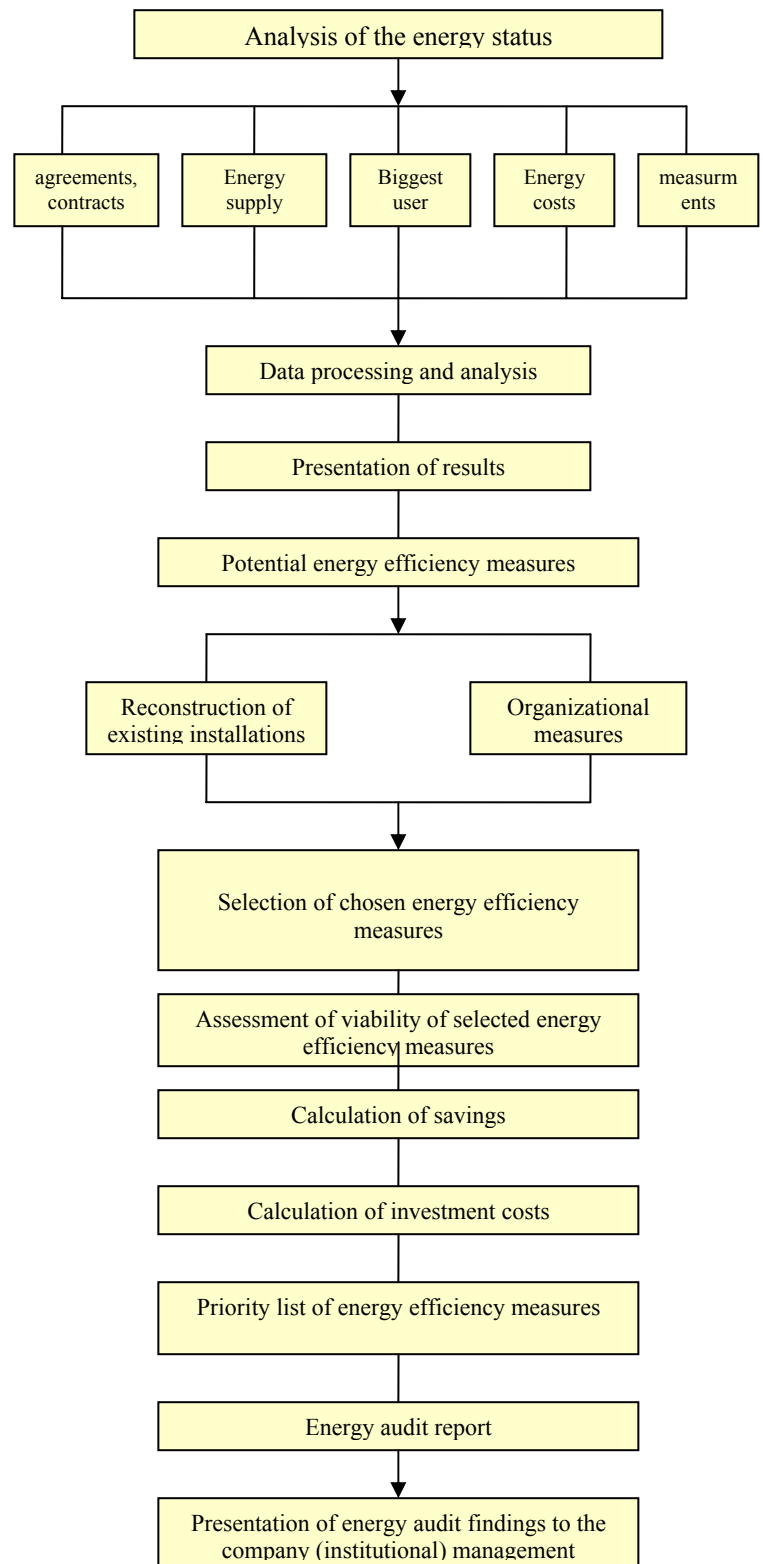 Analysis of the energy status
agreements,
contracts
Energy
supply
Biggest
user
Energy
costs
measurm
ents
Data processing and analysis
Presentation of results
Potential energy efficiency measures
Reconstruction of
existing installations
Organizational
measures
Selection of chosen energy efficiency
measures
Assessment of viability of selected energy
efficiency measures
Calculation of savings
Calculation of investment costs
Priority list of energy efficiency measures
Energy audit report
Presentation of energy audit findings to the
company (institutional) management